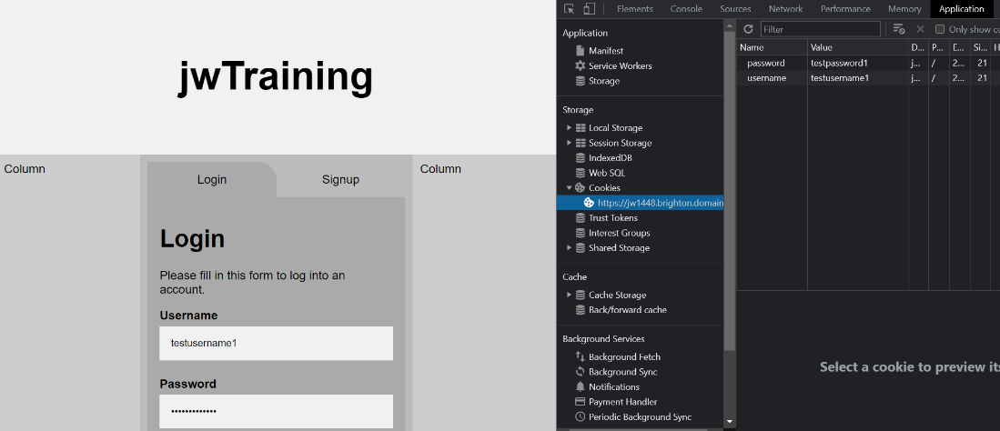 jwTraining
Column
Login
Signup
Column
Login
Please fill in this form to log into an
account.
Username
testusername1
Password
•••••••••••••
Elements Console Sources Network Performance Memory Application
Application
Manifest
Service Workers
Storage
Storage
Local Storage
Session Storage
IndexedDB
Web SQL
Cookies
https://jw1448.brighton.domain
Trust Tokens
Interest Groups
Shared Storage
Cache
Cache Storage
Back/forward cache
Background Services
Background Fetch
Background Sync
Notifications
Payment Handler
Periodic Background Sync
Filter
Only show co
Name Value D... P... E... Si... H
password testpassword1 j... / 2... 21
username testusername1 j... / 2... 21
Select a cookie to preview its